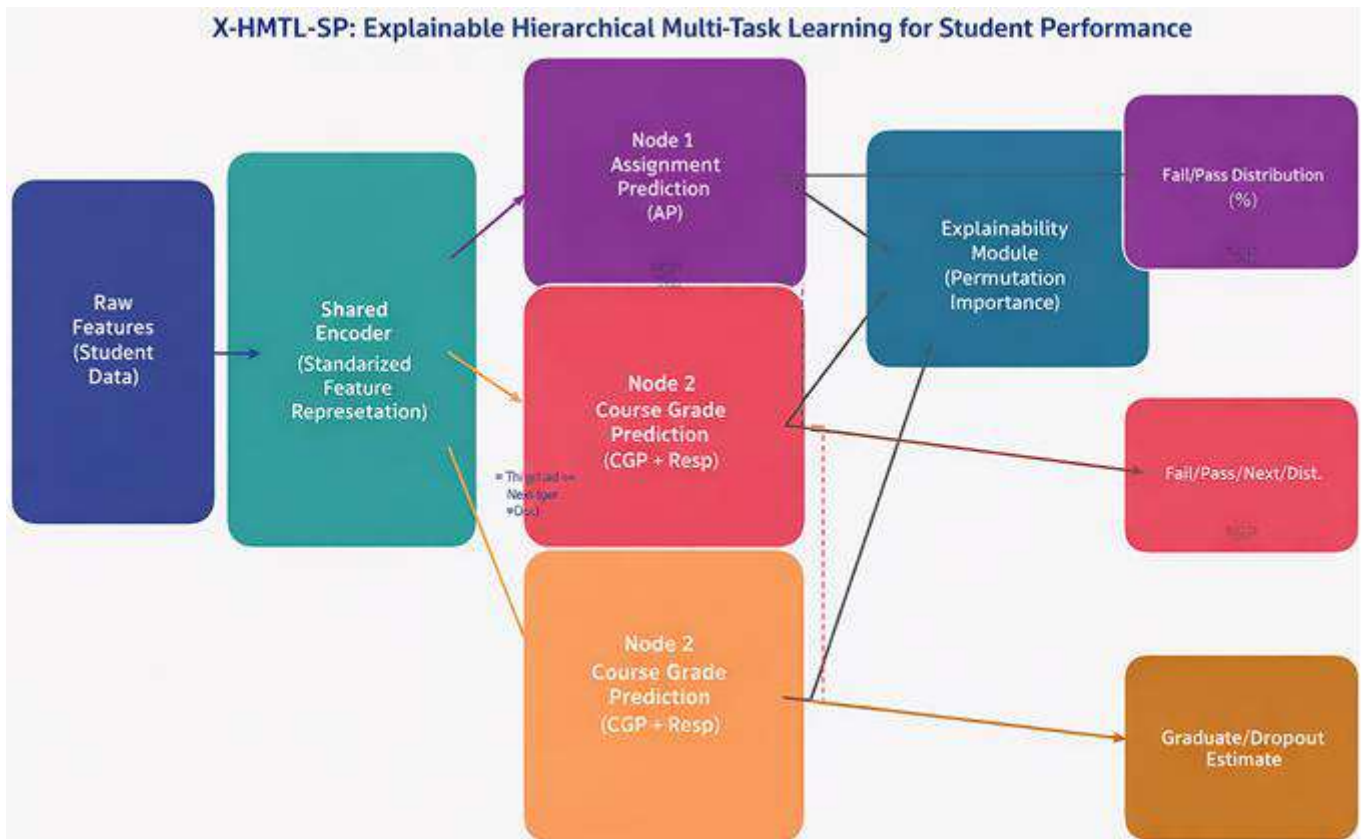 X-HMTL-SP: Explainable Hierarchical Multi-Task Learning for Student Performance
Raw
Features
(Student
Data)
Shared
Encoder
(Standarized
Feature
Represetation)
Node 1
Assignment
Prediction
(AP)
Node 2
Course Grade
Prediction
(CGP + Resp)
Node 2
Course Grade
Prediction
(CGP + Resp)
Explainability
Module
(Permutation
Importance)
Fail/Pass Distribution
(%)
Fail/Pass/Next/Dist.
Graduate/Dropout
Estimate